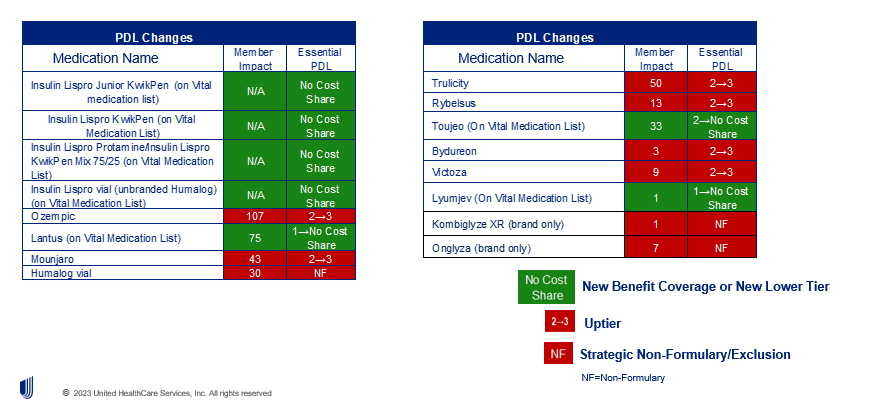 PDL Changes
Medication Name
Member Impact
Essential PDL
Insulin Lispro Junior KwikPen (on Vital
medication list)
N/A
No Cost
Share
Insulin Lispro KwikPen (on Vital
Medication List)
N/A
No Cost
Share
Insulin Lispro Protamine/Insulin Lispro
KwikPen Mix 75/25 (on Vital Medication
List)
N/A
No Cost
Share
Insulin Lispro vial (unbranded Humalog)
(on Vital Medication List)
N/A
No Cost
Share
Ozempic 107 2→3
Lantus (on Vital Medication List) 75
1→No Cost
Share
Mounjaro 43 2→3
Humalog vial 30 NF
PDL Changes
Medication Name
Member Impact
Essential PDL
Trulicity 50 2→3
Rybelsus 13 2→3
Toujeo (On Vital Medication List) 33
2→No Cost
Share
Bydureon 3 2→3
Victoza 9 2→3
Lyumjev (On Vital Medication List) 1
1→No Cost
Share
Kombiglyze XR (brand only) 1 NF
Onglyza (brand only) 7 NF
No Cost
Share
New Benefit Coverage or New Lower Tier
2→3 Uptier
NF Strategic Non-Formulary/Exclusion
NF=Non-Formulary
© 2023 United HealthCare Services, Inc. All rights reserved